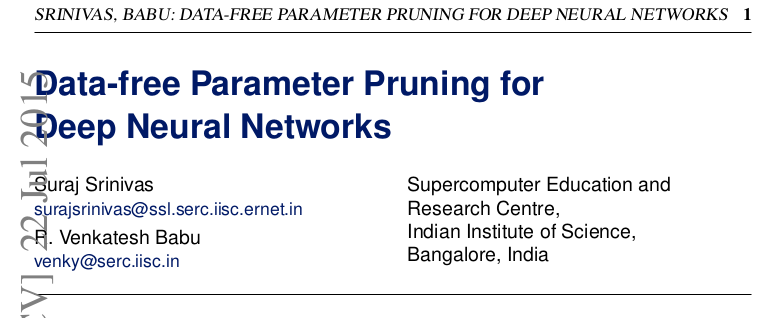 SRINIVAS, BABU: DATA-FREE PARAMETER PRUNING FOR DEEP NEURAL NETWORKS 1
Data-free Parameter Pruning for
Deep Neural Networks
Suraj Srinivas
surajsrinivas@ssl.serc.iisc.ernet.in
R. Venkatesh Babu
venky@serc.iisc.in
Supercomputer Education and
Research Centre,
Indian Institute of Science,
Bangalore, India
V] 22 Jul 2015